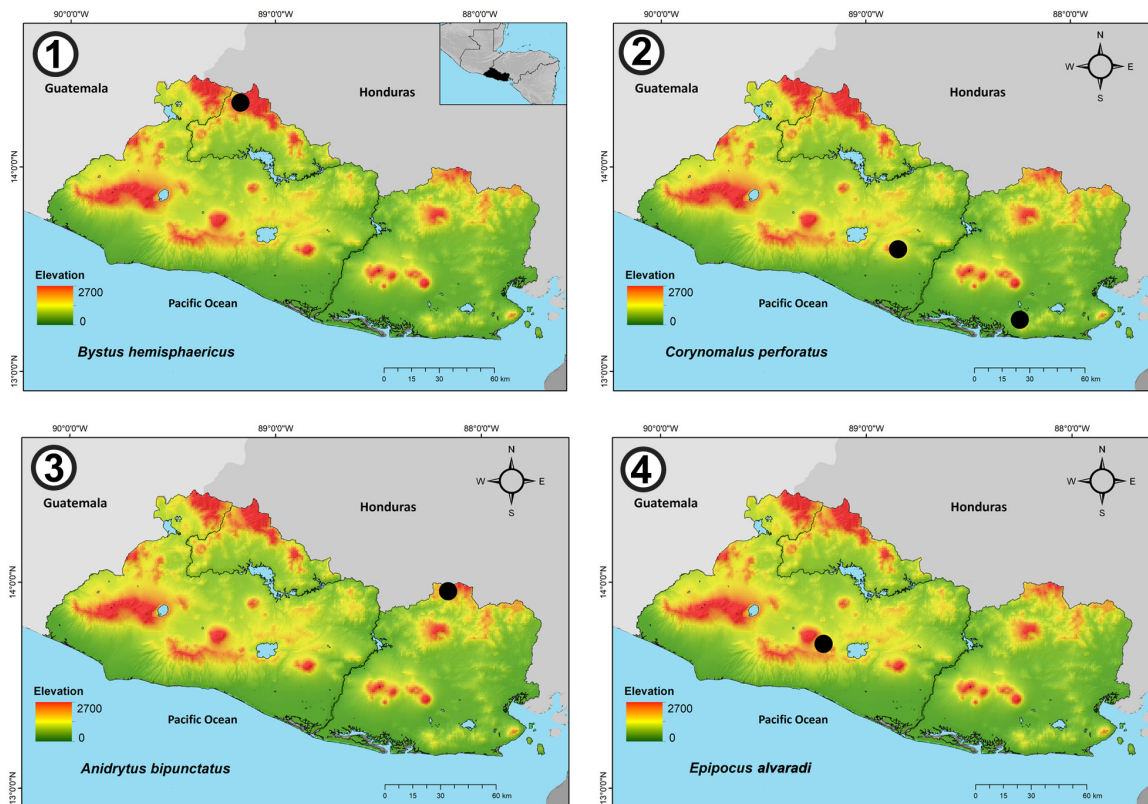 90°0'0"W 89°0'0"W 88°0'0"W
1
Guatemala
Honduras
14°0'0"N
Elevation
2700
0
Pacific Ocean
Bystus hemisphaericus
13°0'0"N
0 15 30 60 km
90°0'0"W 89°0'0"W 88°0'0"W
2
N
W E
S
Guatemala
Honduras
14°0'0"N
Elevation
2700
0
Pacific Ocean
Corynomalus perforatus
13°0'0"N
0 15 30 60 km
90°0'0"W 89°0'0"W 88°0'0"W
3
N
W E
S
Guatemala
Honduras
14°0'0"N
Elevation
2700
0
Pacific Ocean
Anidrytus bipunctatus
13°0'0"N
0 15 30 60 km
90°0'0"W 89°0'0"W 88°0'0"W
4
N
W E
S
Guatemala
Honduras
14°0'0"N
Elevation
2700
0
Pacific Ocean
Epipocus alvaradi
13°0'0"N
0 15 30 60 km